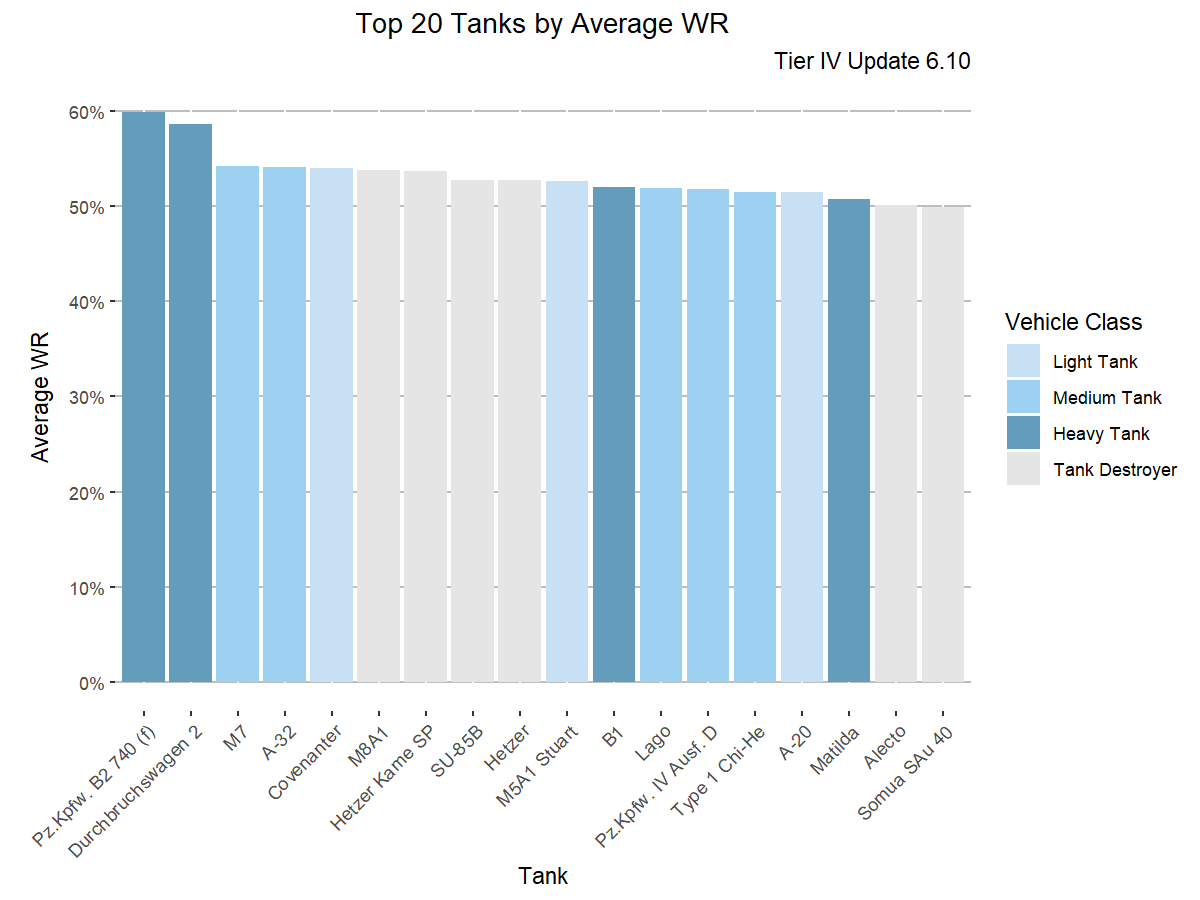 Top 20 Tanks by Average WR
Tier IV Update 6.10
60%
50%
40%
30%
20%
10%
0%
Average WR
Pz.Kpfw. B2 740 (f)
Durchbruchswagen 2
M7
A-32
Covenanter
M8A1
Hetzer Kame SP
SU-85B
Hetzer
M5A1 Stuart
B1
Lago
Pz.Kpfw. IV Ausf. D
Type 1 Chi-He
A-20
Matilda
Alecto
Somua SAu 40
Tank
Vehicle Class
Light Tank
Medium Tank
Heavy Tank
Tank Destroyer